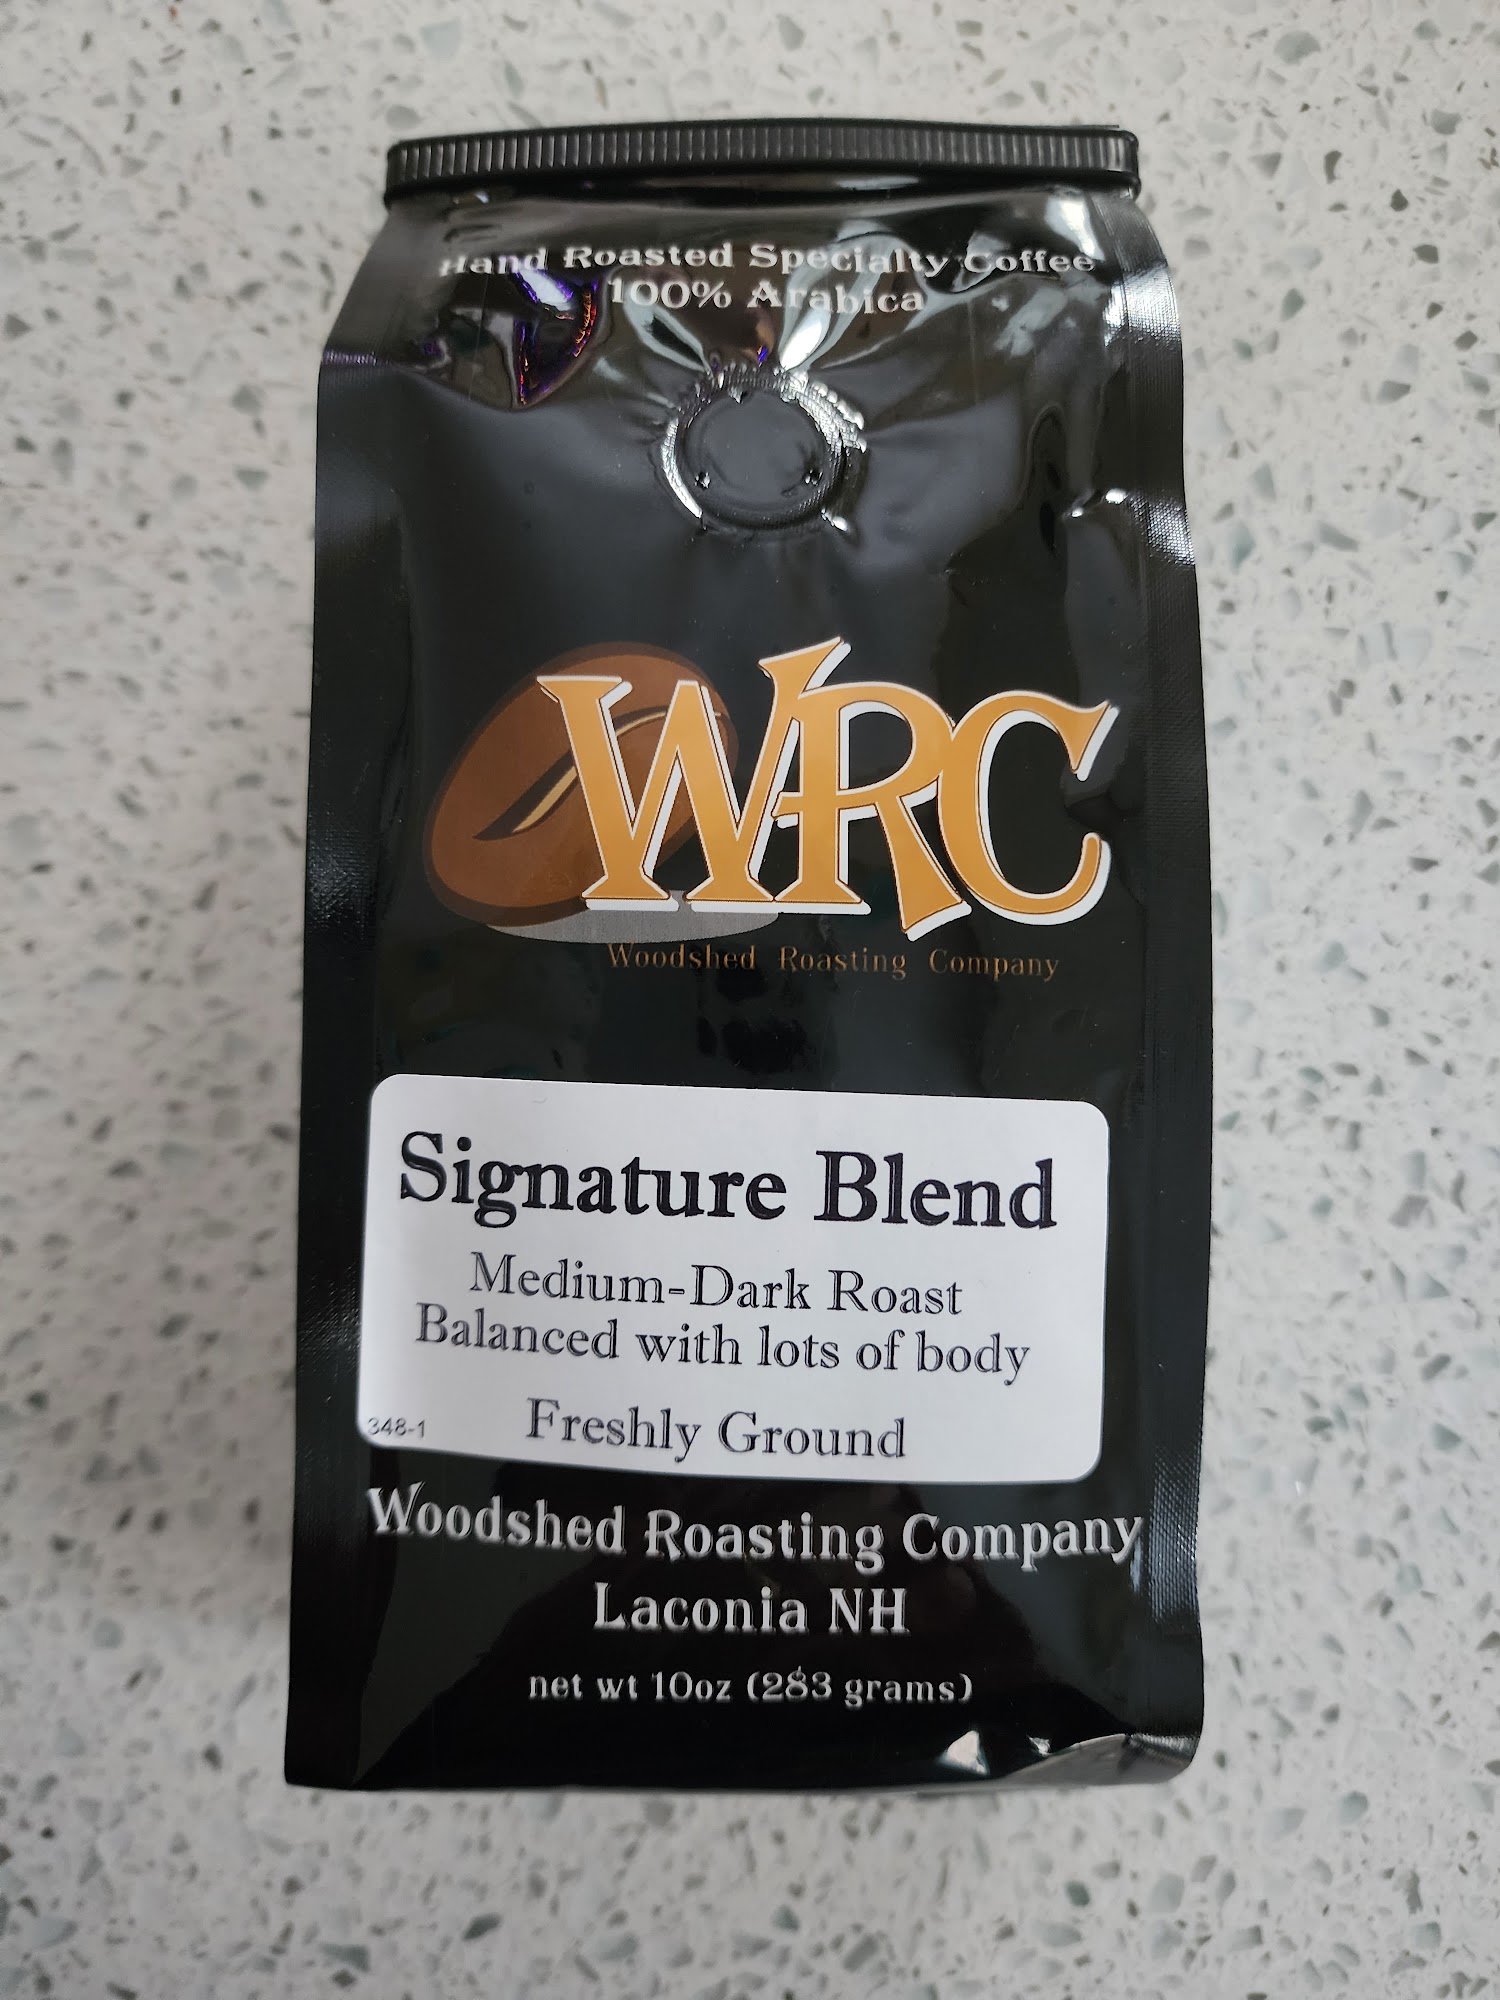 Hand Roasted Specialty Coffee
100% Arabica
WRC
Woodshed Roasting Company
Signature Blend
Medium-Dark Roast
Balanced with lots of body
Freshly Ground
348-1
Woodshed Roasting Company
Laconia NH
net wt 10oz (283 grams)